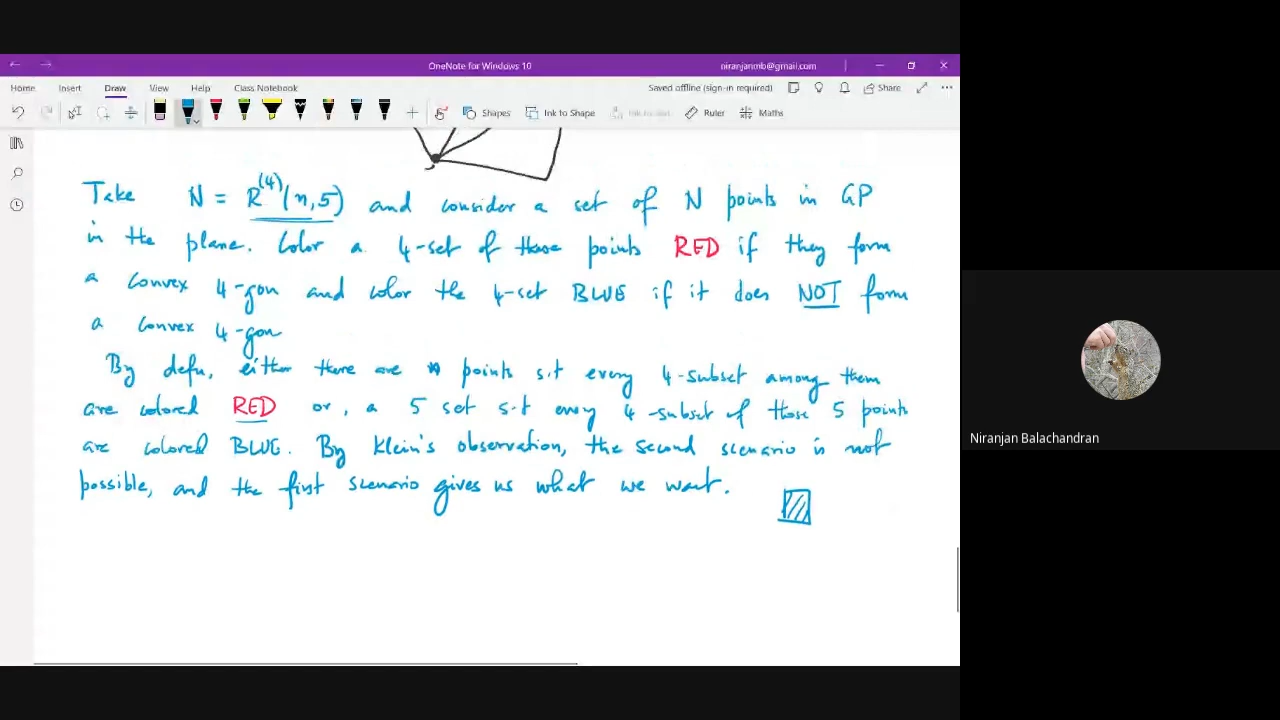 OneNote for Windows 10
niranjanmb@gmail.com
Home Insert Draw View Help Class Notebook
Saved offline (sign-in required)
Share
Shapes
Ink to Shape
Ink to Text
Ruler
Maths
Take N = R^(4)(n,5) and consider a set of N points in GP
in the plane. Color a 4-set of those points RED if they form
a convex 4-gon and color the 4-set BLUE if it does NOT form
a convex 4-gon
By defn, either there are n points s.t every 4-subset among them
are colored RED or, a 5 set s.t every 4-subset of those 5 points
are colored BLUE. By Klein's observation, the second scenario is not
possible, and the first scenario gives us what we want.
Niranjan Balachandran